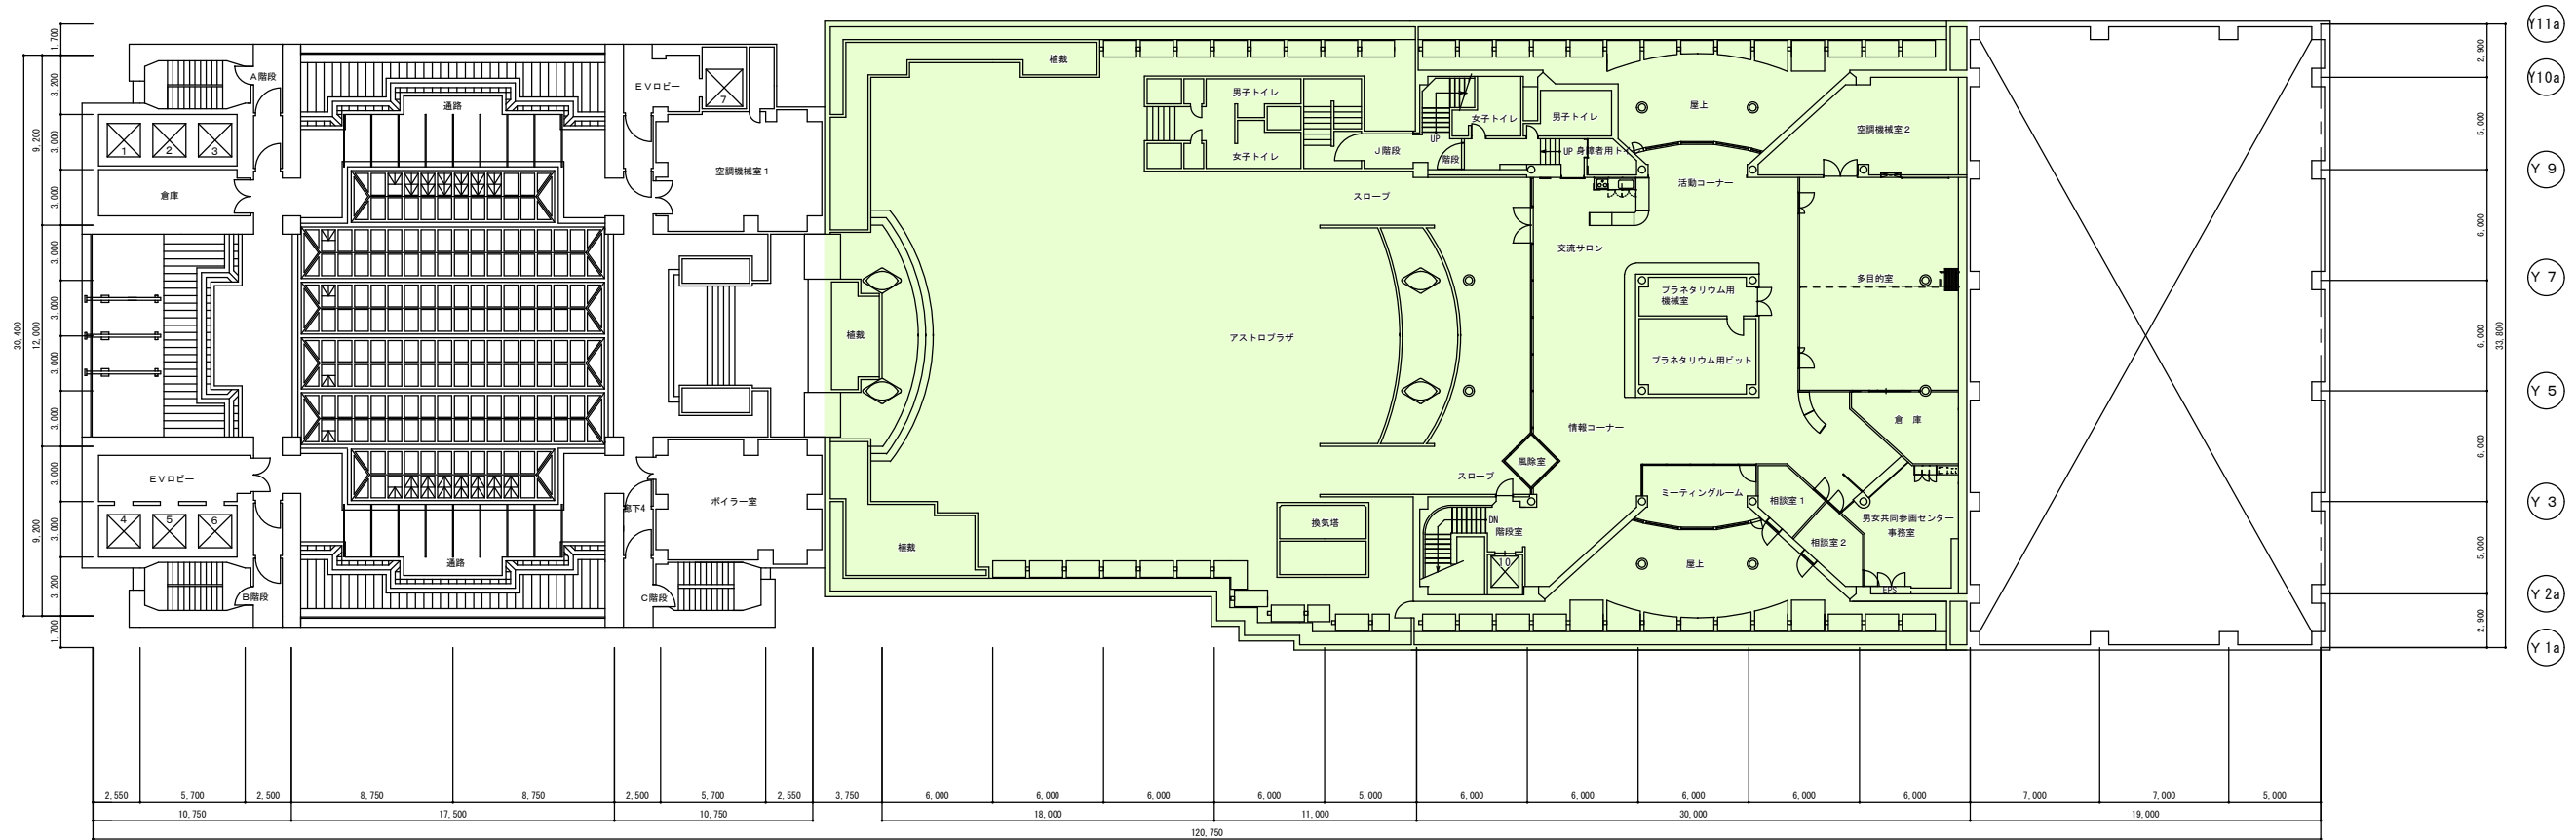 Y11a
1,700
2,900
植裁
A階段
EVロビー
7
Y10a
3,200
通路
男子トイレ
屋上
女子トイレ
男子トイレ
空調機械室2
5,000
9,200
3,000
1
2
3
UP
女子トイレ
J階段
階段
UP
身障者用ト
空調機械室1
Y 9
3,000
倉庫
スロープ
活動コーナー
6,000
交流サロン
3,000
Y 7
多目的室
プラネタリウム用
機械室
3,000
30,400
12,000
植裁
アストロプラザ
6,000
33,800
3,000
プラネタリウム用ピット
Y 5
3,000
倉 庫
情報コーナー
6,000
3,000
EVロビー
風除室
スロープ
ボイラー室
ミーティングルーム
相談室1
Y 3
廊下4
4
5
6
換気塔
DN
階段室
男女共同参画センター
事務室
3,000
9,200
植裁
相談室2
5,000
通路
10
屋上
3,200
B階段
C階段
EPS
Y 2a
1,700
2,900
Y 1a
2,550
5,700
2,500
8,750
8,750
2,500
5,700
2,550
3,750
6,000
6,000
6,000
6,000
5,000
6,000
6,000
6,000
6,000
6,000
7,000
7,000
5,000
10,750
17,500
10,750
18,000
11,000
30,000
19,000
120,750